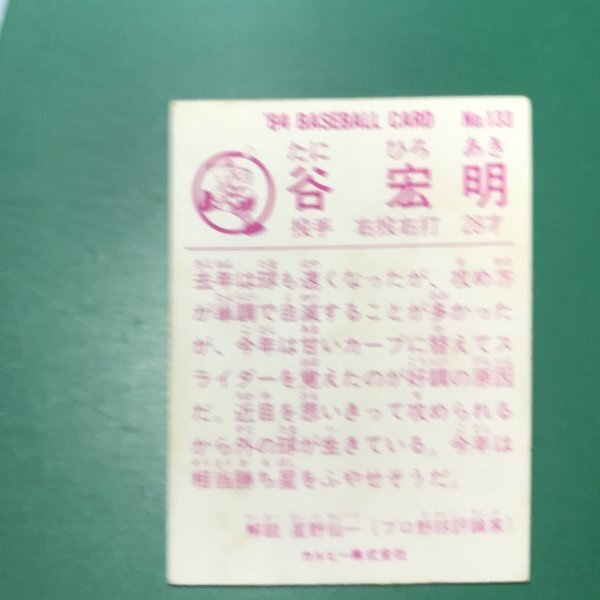 '84 BASEBALL CARD No.133
たに ひろ あき
谷 宏明
投手 右投右打 26才
去年は球も速くなったが、攻め方
が単調で自滅することが多かった
が、今年は甘いカーブに替えてス
ライダーを覚えたのが好調の原因
だ。近目を思いきって攻められる
から外の球が生きている。今年は
相当勝ち星をふやせそうだ。
解説 星野仙一(プロ野球評論家)
カルビー株式会社